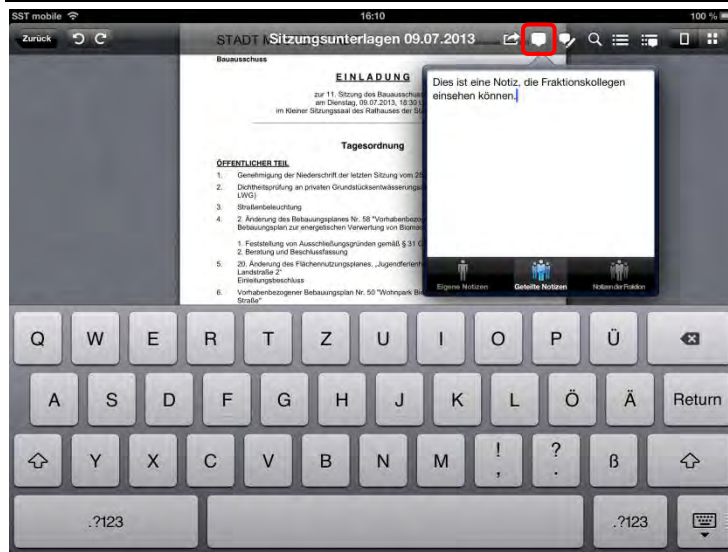 SST mobile 16:10 100 %
Zurück Sitzungsunterlagen 09.07.2013
STADT
Bauausschuss
EINLADUNG
zur 11. Sitzung des Bauausschus
am Dienstag, 09.07.2013, 18:30
im Kleiner Sitzungssaal des Rathauses der
Tagesordnung
ÖFFENTLICHER TEIL
1. Genehmigung der Niederschrift der letzten Sitzung vom
2. Dichtheitsprüfung an privaten Grundstücksentwässerungs
LWG)
3. Straßenbeleuchtung
4. 2. Änderung des Bebauungsplanes Nr. 58 "Vorhabenbezog
Bebauungsplan zur energetischen Verwertung von Biomas
1. Feststellung von Ausschließungsgründen gemäß § 31
2. Beratung und Beschlussfassung
5. 20. Änderung des Flächennutzungsplanes, „Jugendferienh
Landstraße 2"
Einleitungsbeschluss
6. Vorhabenbezogener Bebauungsplan Nr. 50 "Wohnpark
Straße"
Dies ist eine Notiz, die Fraktionskollegen
einsehen können.
Eigene Notizen Geteilte Notizen Notizen der Fraktion
Q W E R T Z U I O P Ü
A S D F G H J K L Ö Ä Return
Y X C V B N M ! , ? . ß
.?123 .?123